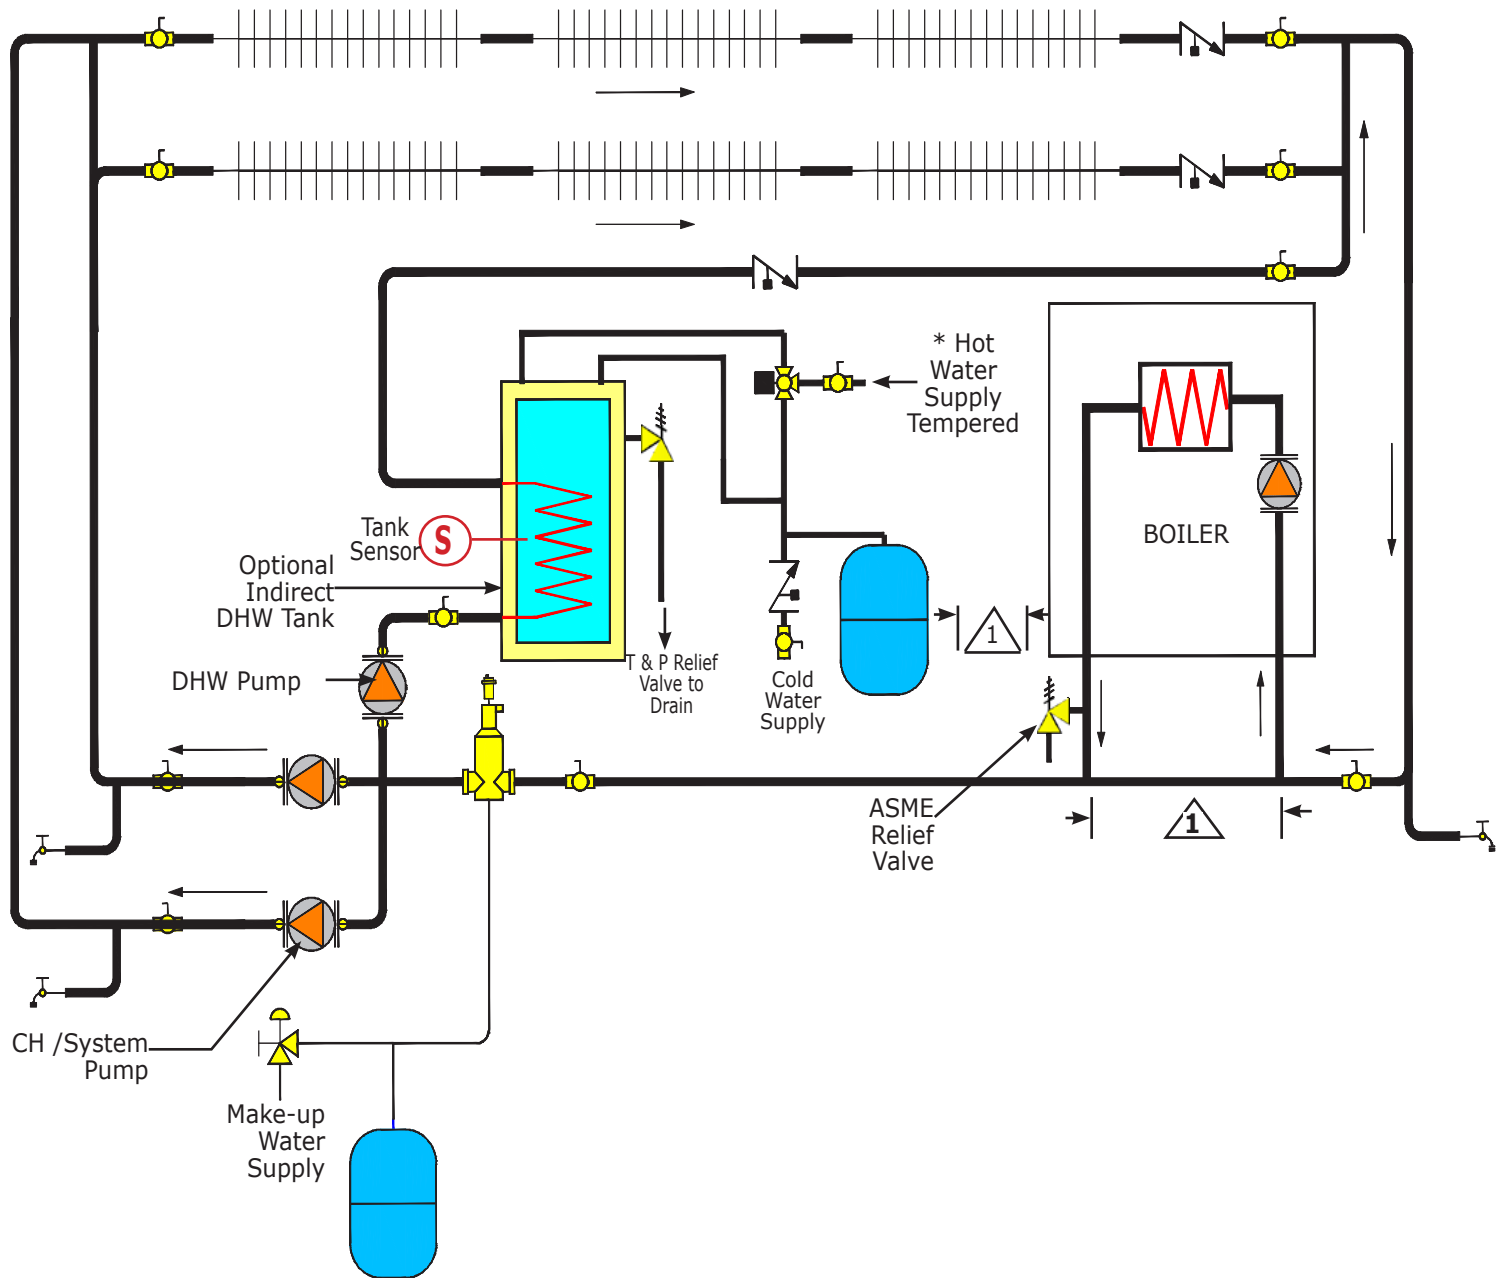 * Hot
Water
Supply
Tempered
BOILER
Tank
Sensor
S
Optional
Indirect
DHW Tank
1
T & P Relief
Valve to
Drain
DHW Pump
Cold
Water
Supply
ASME
Relief
Valve
1
CH /System
Pump
Make-up
Water
Supply